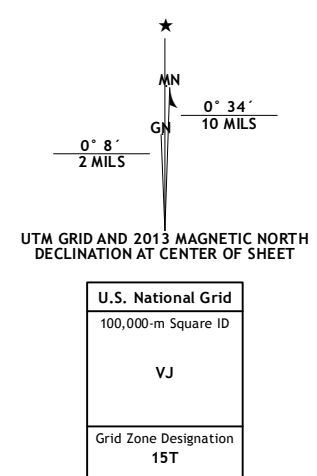 ★
MN
0° 34´
10 MILS
GN
0° 8´
2 MILS
UTM GRID AND 2013 MAGNETIC NORTH
DECLINATION AT CENTER OF SHEET
U.S. National Grid
100,000-m Square ID
VJ
Grid Zone Designation
15T